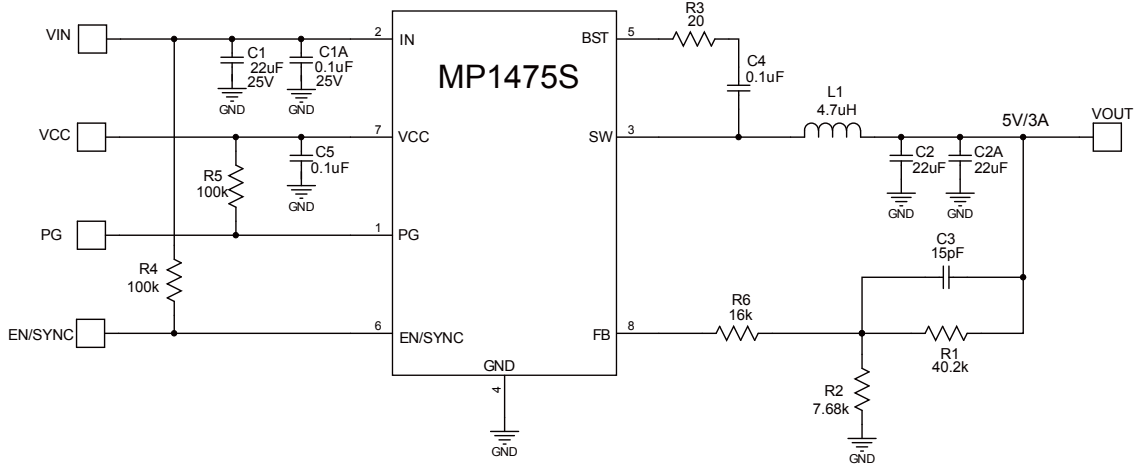 VIN
2
IN
C1
22uF
25V
GND
C1A
0.1uF
25V
GND
MP1475S
BST
5
R3
20
C4
0.1uF
VCC
7
VCC
C5
0.1uF
GND
R5
100k
SW
3
L1
4.7uH
5V/3A
VOUT
C2
22uF
GND
C2A
22uF
GND
PG
1
PG
R4
100k
C3
15pF
EN/SYNC
6
EN/SYNC
FB
8
R6
16k
R1
40.2k
R2
7.68k
GND
GND
4
GND